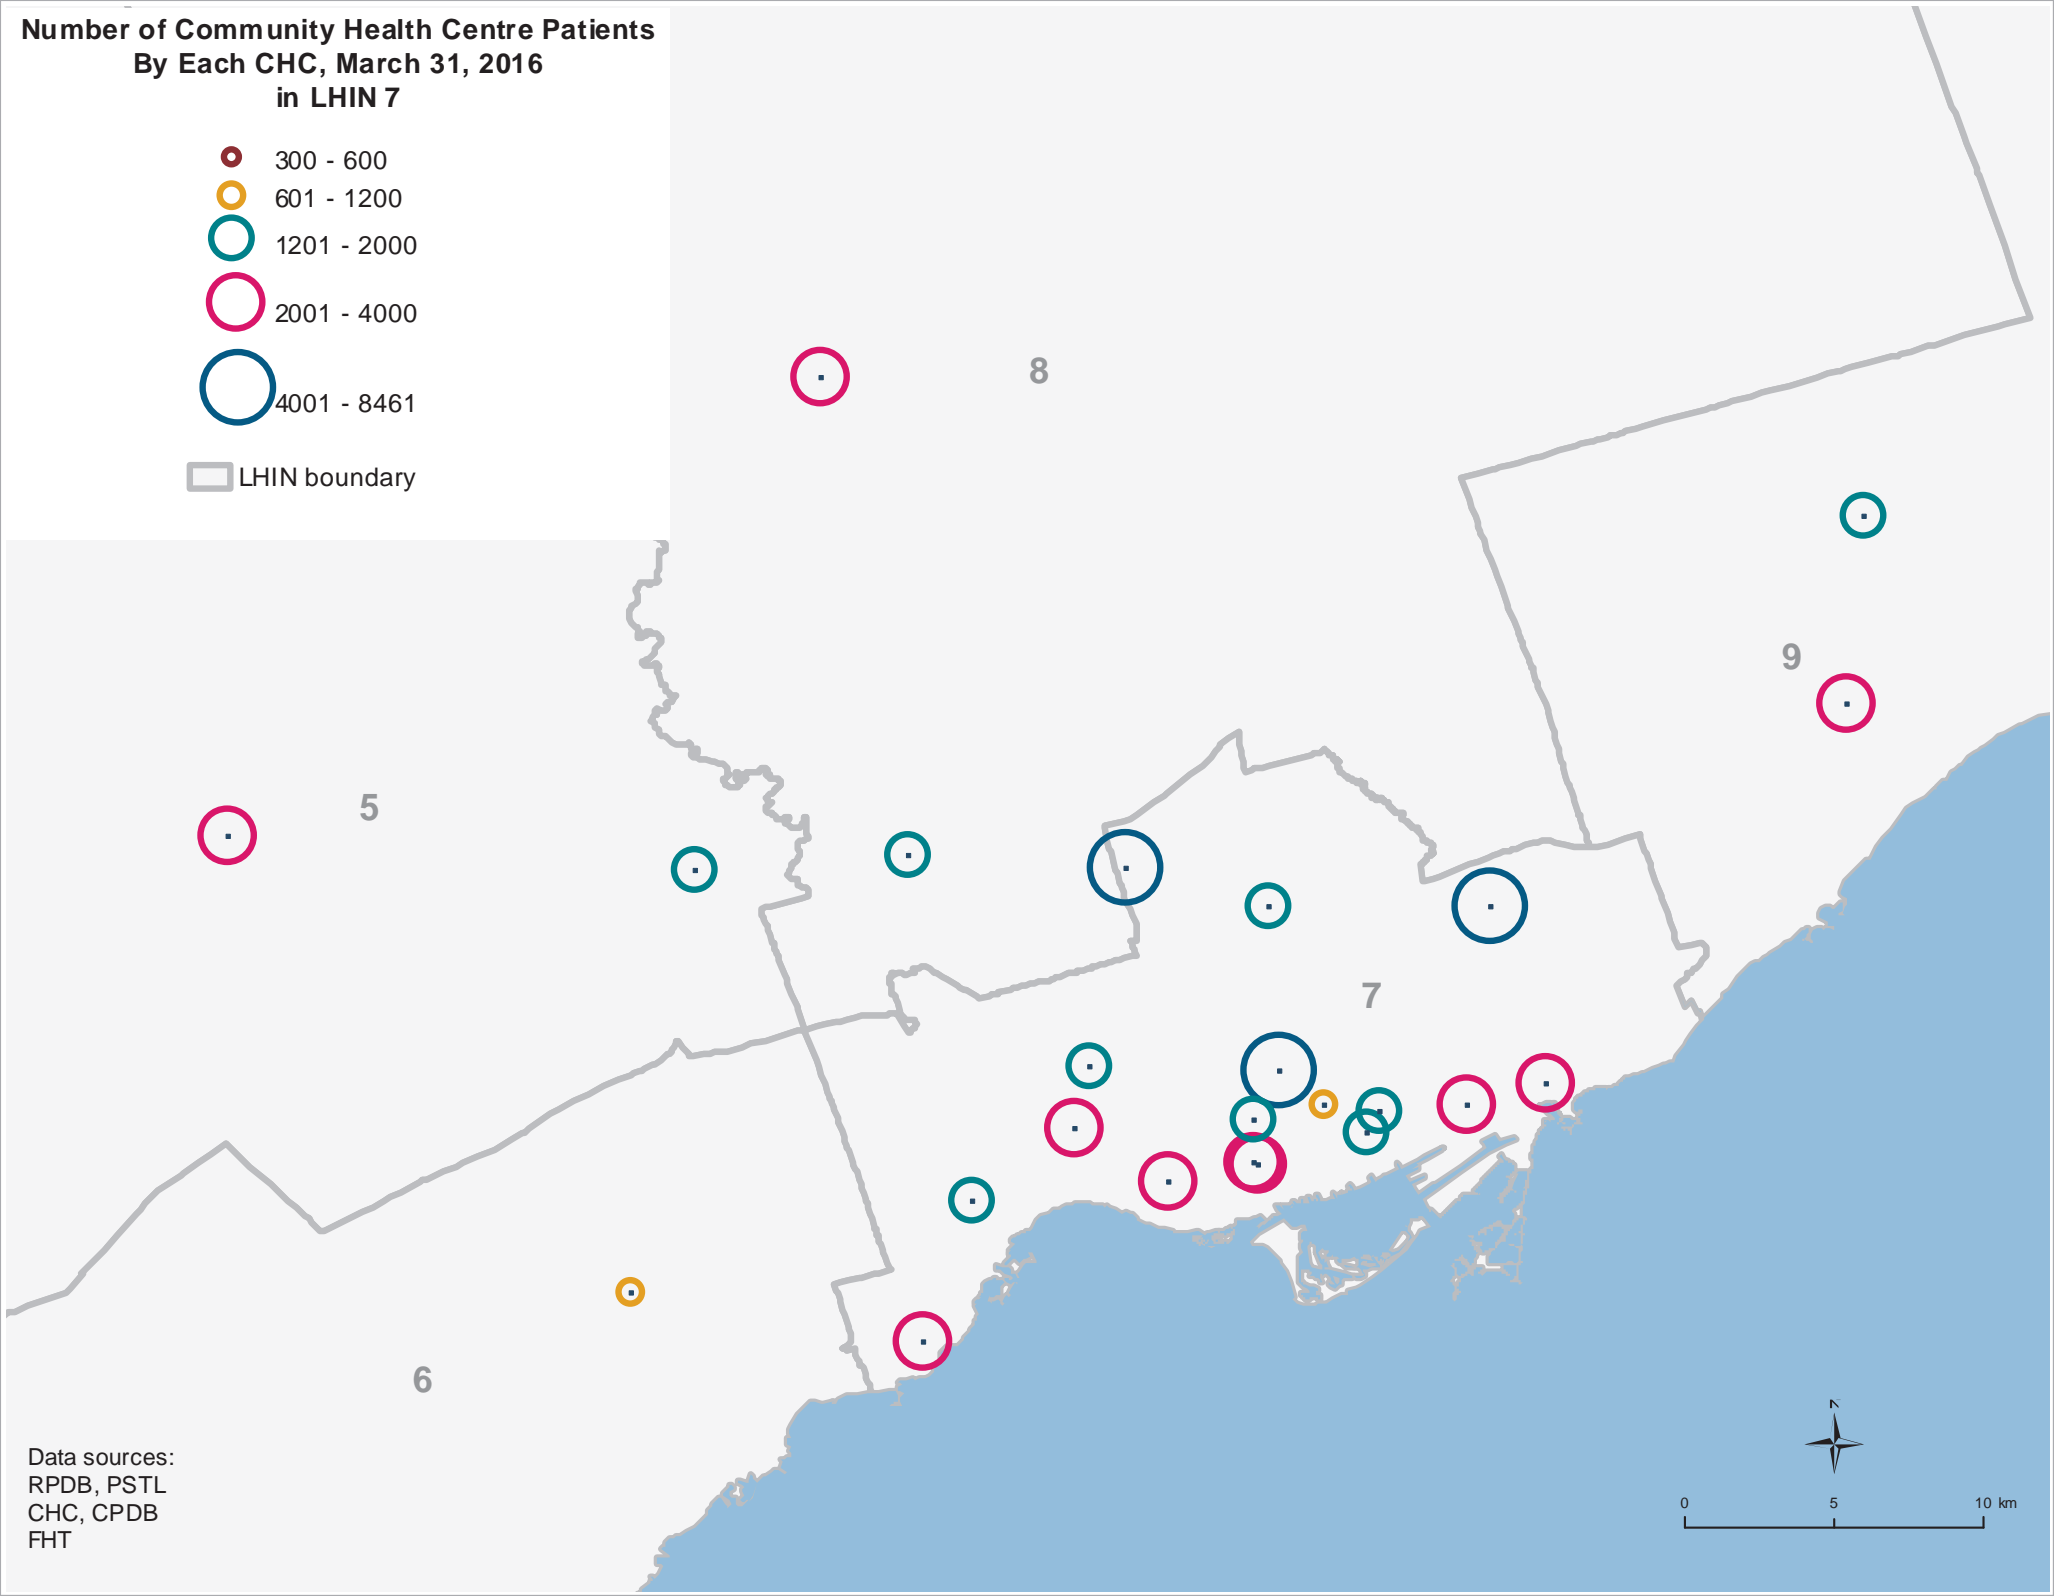 Number of Community Health Centre Patients
By Each CHC, March 31, 2016
in LHIN 7
300 - 600
601 - 1200
1201 - 2000
2001 - 4000
4001 - 8461
LHIN boundary
8
9
5
7
6
Data sources:
RPDB, PSTL
CHC, CPDB
FHT
N
0 5 10 km